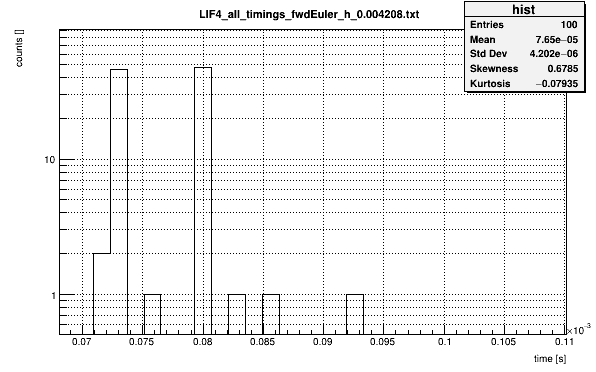 LIF4_all_timings_fwdEuler_h_0.004208.txt
hist
Entries 100
Mean 7.65e−05
Std Dev 4.202e−06
Skewness 0.6785
Kurtosis −0.07935
counts []
10
1
0.07 0.075 0.08 0.085 0.09 0.095 0.1 0.105 0.11
×10⁻³
time [s]